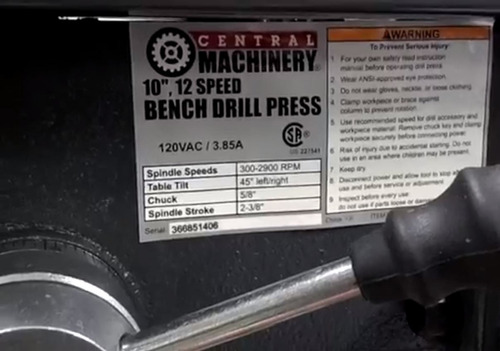 CENTRAL
MACHINERY
10", 12 SPEED
BENCH DRILL PRESS
120VAC / 3.85A
Spindle Speeds 300-2900 RPM
Table Tilt 45° left/right
Chuck 5/8"
Spindle Stroke 2-3/8"
Serial 366851406
WARNING
To Prevent Serious Injury:
1 For your own safety read instruction
manual before operating drill press.
2 Wear ANSI-approved eye protection.
3 Do not wear gloves, necktie, or loose clothing.
4 Clamp workpiece or brace against
column to prevent rotation.
5 Use recommended speed for drill accessory and
workpiece material. Remove chuck key and clamp
workpiece securely before connecting power.
6 Risk of injury due to accidental starting. Do not
use in an area where children may be present.
7 Keep dry.
8 Disconnect power and allow tool to stop
use and before service or adjustment.
9 Inspect before every
do not use if parts loose or